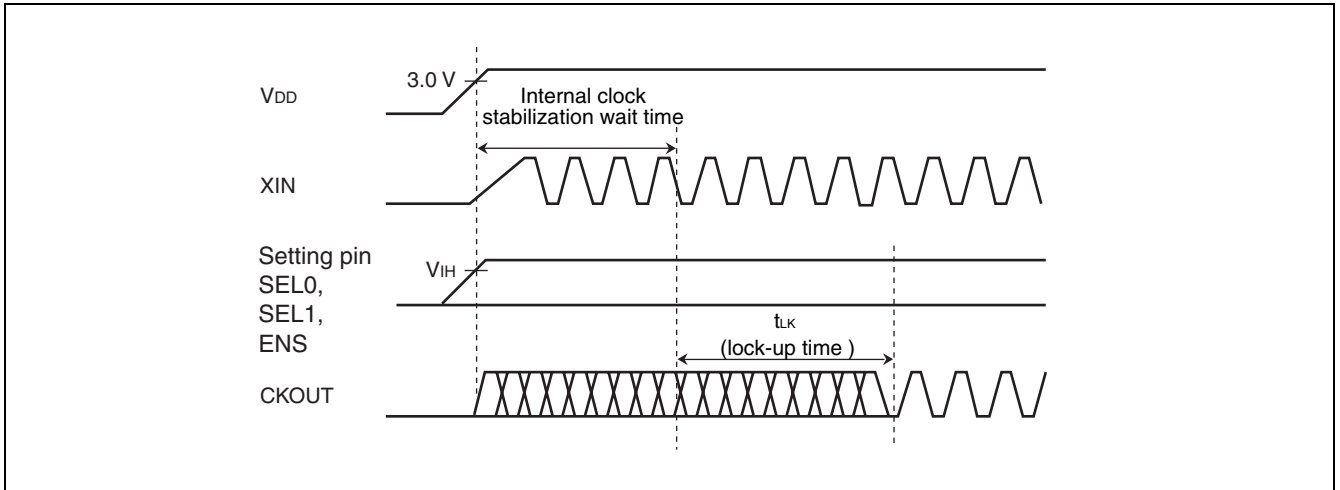 VDD
3.0 V
Internal clock
stabilization wait time
XIN
Setting pin
SEL0,
SEL1,
ENS
VIH
tLK
(lock-up time )
CKOUT